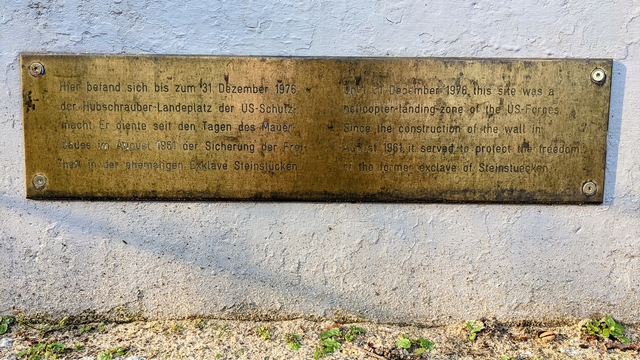 Hier befand sich bis zum 31. Dezember 1976
der Hubschrauber-Landeplatz der US-Schutz-
macht. Er diente seit den Tagen des Mauer-
baues im August 1961 der Sicherung der Frei-
heit in der ehemaligen Exklave Steinstücken.
Until 31 December 1976 this site was a
helicopter-landing-zone of the US-Forces.
Since the construction of the wall in
August 1961 it served to protect the freedom
of the former exclave of Steinstuecken.